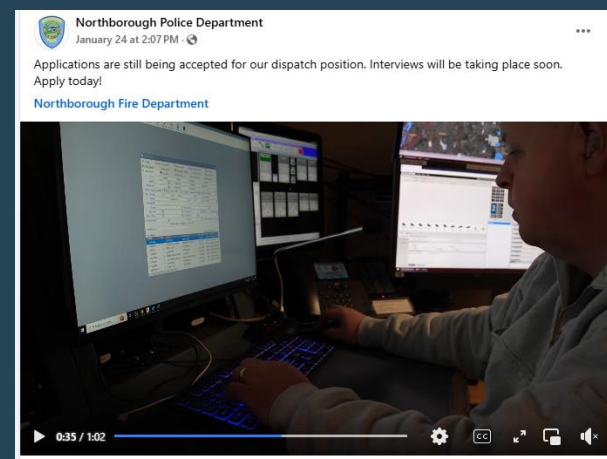 Northborough Police Department
January 24 at 2:07 PM ·
Applications are still being accepted for our dispatch position. Interviews will be taking place soon.
Apply today!
Northborough Fire Department
0:35 / 1:02
CC